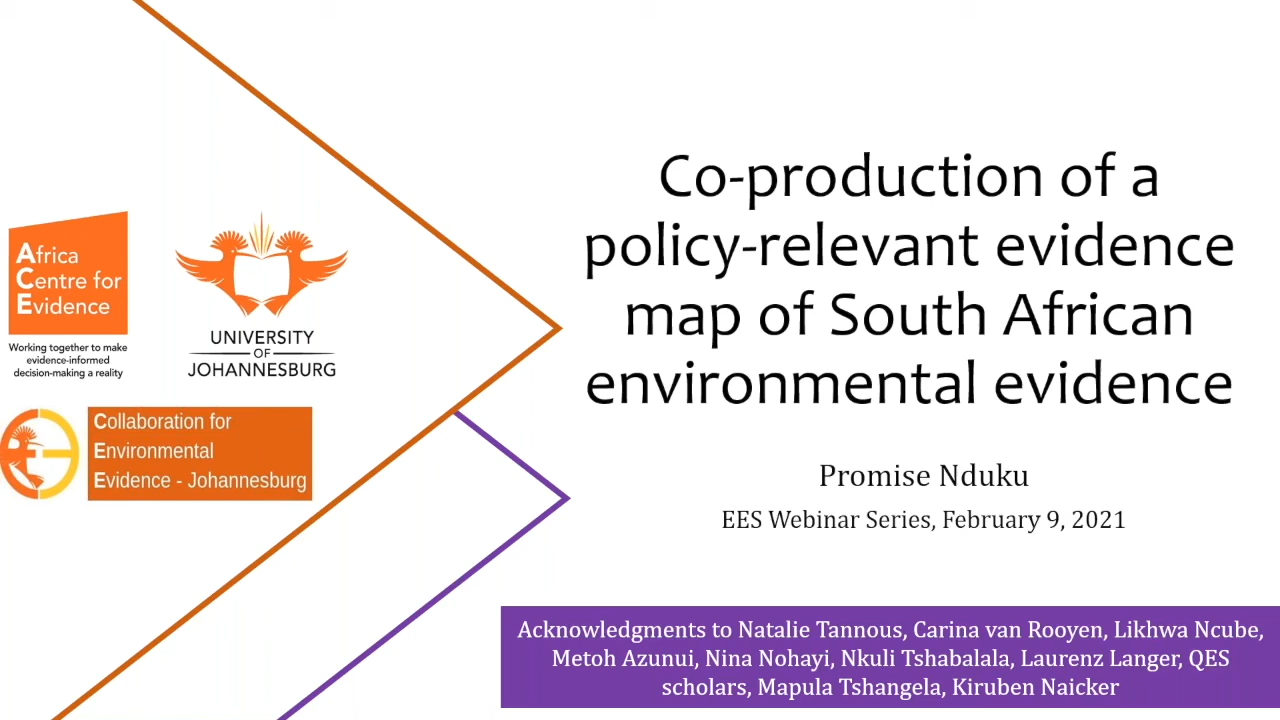 Co-production of a
policy-relevant evidence
map of South African
environmental evidence
Promise Nduku
EES Webinar Series, February 9, 2021
Africa
Centre for
Evidence
Working together to make
evidence-informed
decision-making a reality
UNIVERSITY
OF
JOHANNESBURG
Collaboration for
Environmental
Evidence - Johannesburg
Acknowledgments to Natalie Tannous, Carina van Rooyen, Likhwa Ncube,
Metoh Azunui, Nina Nohayi, Nkuli Tshabalala, Laurenz Langer, QES
scholars, Mapula Tshangela, Kiruben Naicker